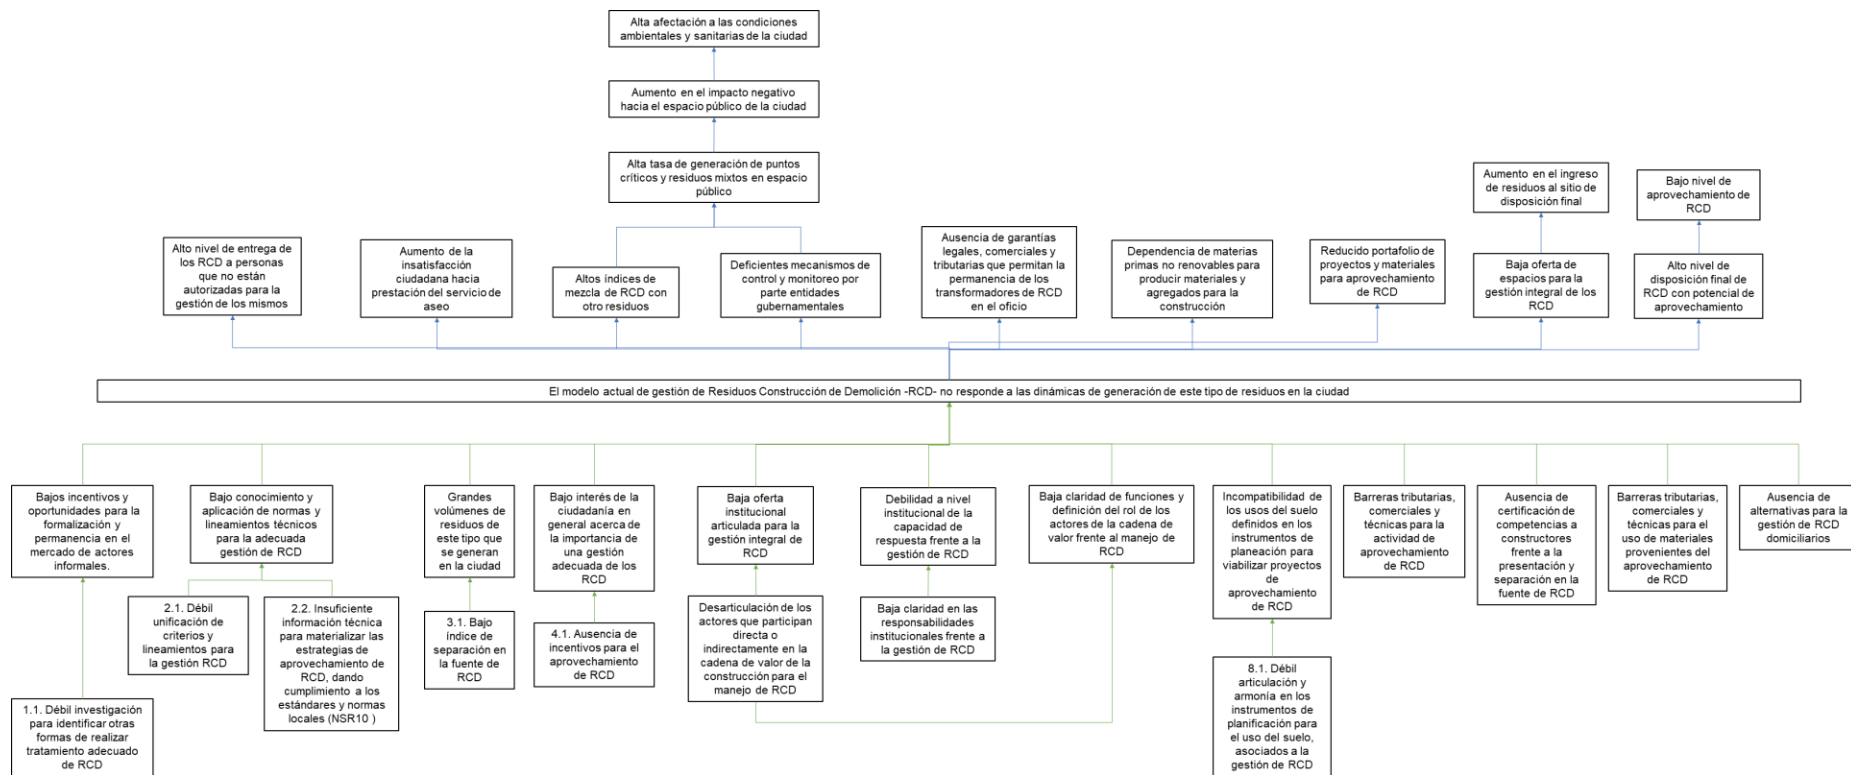 Alta afectación a las condiciones
ambientales y sanitarias de la ciudad
Aumento en el impacto negativo
hacia el espacio público de la ciudad
Alta tasa de generación de puntos
críticos y residuos mixtos en espacio
público
Aumento en el ingreso
de residuos al sitio de
disposición final
Bajo nivel de
aprovechamiento de
RCD
Alto nivel de entrega de
los RCD a personas
que no están
autorizadas para la
gestión de los mismos
Aumento de la
insatisfacción
ciudadana hacia
prestación del servicio de
aseo
Altos índices de
mezcla de RCD con
otro residuos
Deficientes mecanismos de
control y monitoreo por
parte entidades
gubernamentales
Ausencia de garantías
legales, comerciales y
tributarias que permitan la
permanencia de los
transformadores de RCD
en el oficio
Dependencia de materias
primas no renovables para
producir materiales y
agregados para la
construcción
Reducido portafolio de
proyectos y materiales
para aprovechamiento
de RCD
Baja oferta de
espacios para la
gestión integral de los
RCD
Alto nivel de
disposición final de
RCD con potencial de
aprovechamiento
El modelo actual de gestión de Residuos Construcción de Demolición -RCD- no responde a las dinámicas de generación de este tipo de residuos en la ciudad
Bajos incentivos y
oportunidades para la
formalización y
permanencia en el
mercado de actores
informales.
Bajo conocimiento y
aplicación de normas y
lineamientos técnicos
para la adecuada
gestión de RCD
Grandes
volúmenes de
residuos de
este tipo que
se generan
en la ciudad
Bajo interés de la
ciudadanía en
general acerca de
la importancia de
una gestión
adecuada de los
RCD
Baja oferta
institucional
articulada para la
gestión integral de
RCD
Debilidad a nivel
institucional de la
capacidad de
respuesta frente a la
gestión de RCD
Baja claridad de funciones y
definición del rol de los
actores de la cadena de
valor frente al manejo de
RCD
Incompatibilidad de
los usos del suelo
definidos en los
instrumentos de
planeación para
viabilizar proyectos
de
aprovechamiento
de RCD
Barreras tributarias,
comerciales y
técnicas para la
actividad de
aprovechamiento de
RCD
Ausencia de
certificación de
competencias a
constructores
frente a la
presentación y
separación en la
fuente de RCD
Barreras tributarias,
comerciales y
técnicas para el
uso de materiales
provenientes del
aprovechamiento
de RCD
Ausencia de
alternativas para la
gestión de RCD
domiciliarios
2.1. Débil
unificación de
criterios y
lineamientos para
la gestión RCD
2.2. Insuficiente
información técnica
para materializar las
estrategias de
aprovechamiento de
RCD, dando
cumplimiento a los
estándares y normas
locales (NSR10 )
3.1. Bajo
índice de
separación en
la fuente de
RCD
4.1. Ausencia de
incentivos para el
aprovechamiento
de RCD
Desarticulación de los
actores que participan
directa o
indirectamente en la
cadena de valor de la
construcción para el
manejo de RCD
Baja claridad en las
responsabilidades
institucionales frente a
la gestión de RCD
8.1. Débil
articulación y
armonía en los
instrumentos de
planificación para
el uso del suelo,
asociados a la
gestión de RCD
1.1. Débil investigación
para identificar otras
formas de realizar
tratamiento adecuado
de RCD